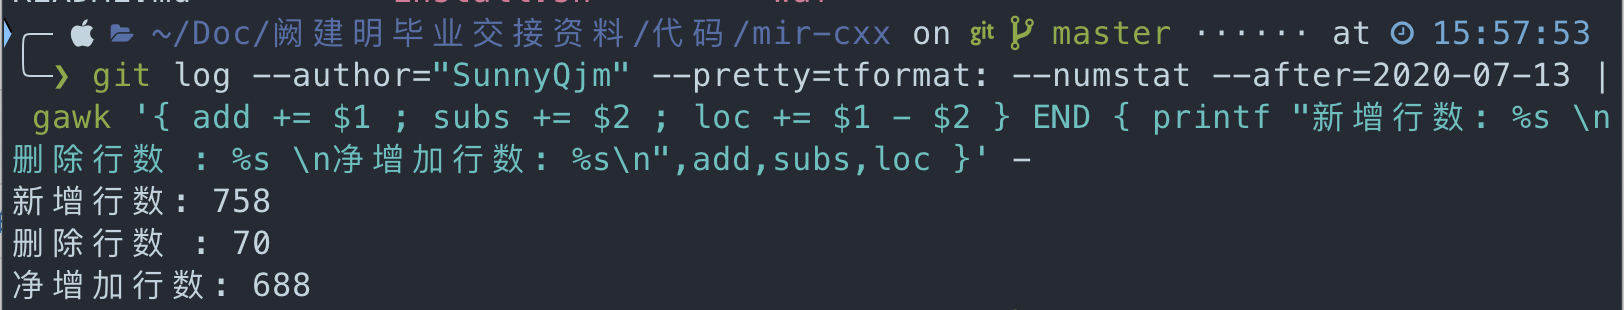 ~/Doc/阙建明毕业交接资料/代码/mir-cxx on git master ······ at 15:57:53
❯ git log --author="SunnyQjm" --pretty=tformat: --numstat --after=2020-07-13 |
gawk '{ add += $1 ; subs += $2 ; loc += $1 - $2 } END { printf "新增行数: %s \n
删除行数 : %s \n净增加行数: %s\n",add,subs,loc }' -
新增行数: 758
删除行数 : 70
净增加行数: 688